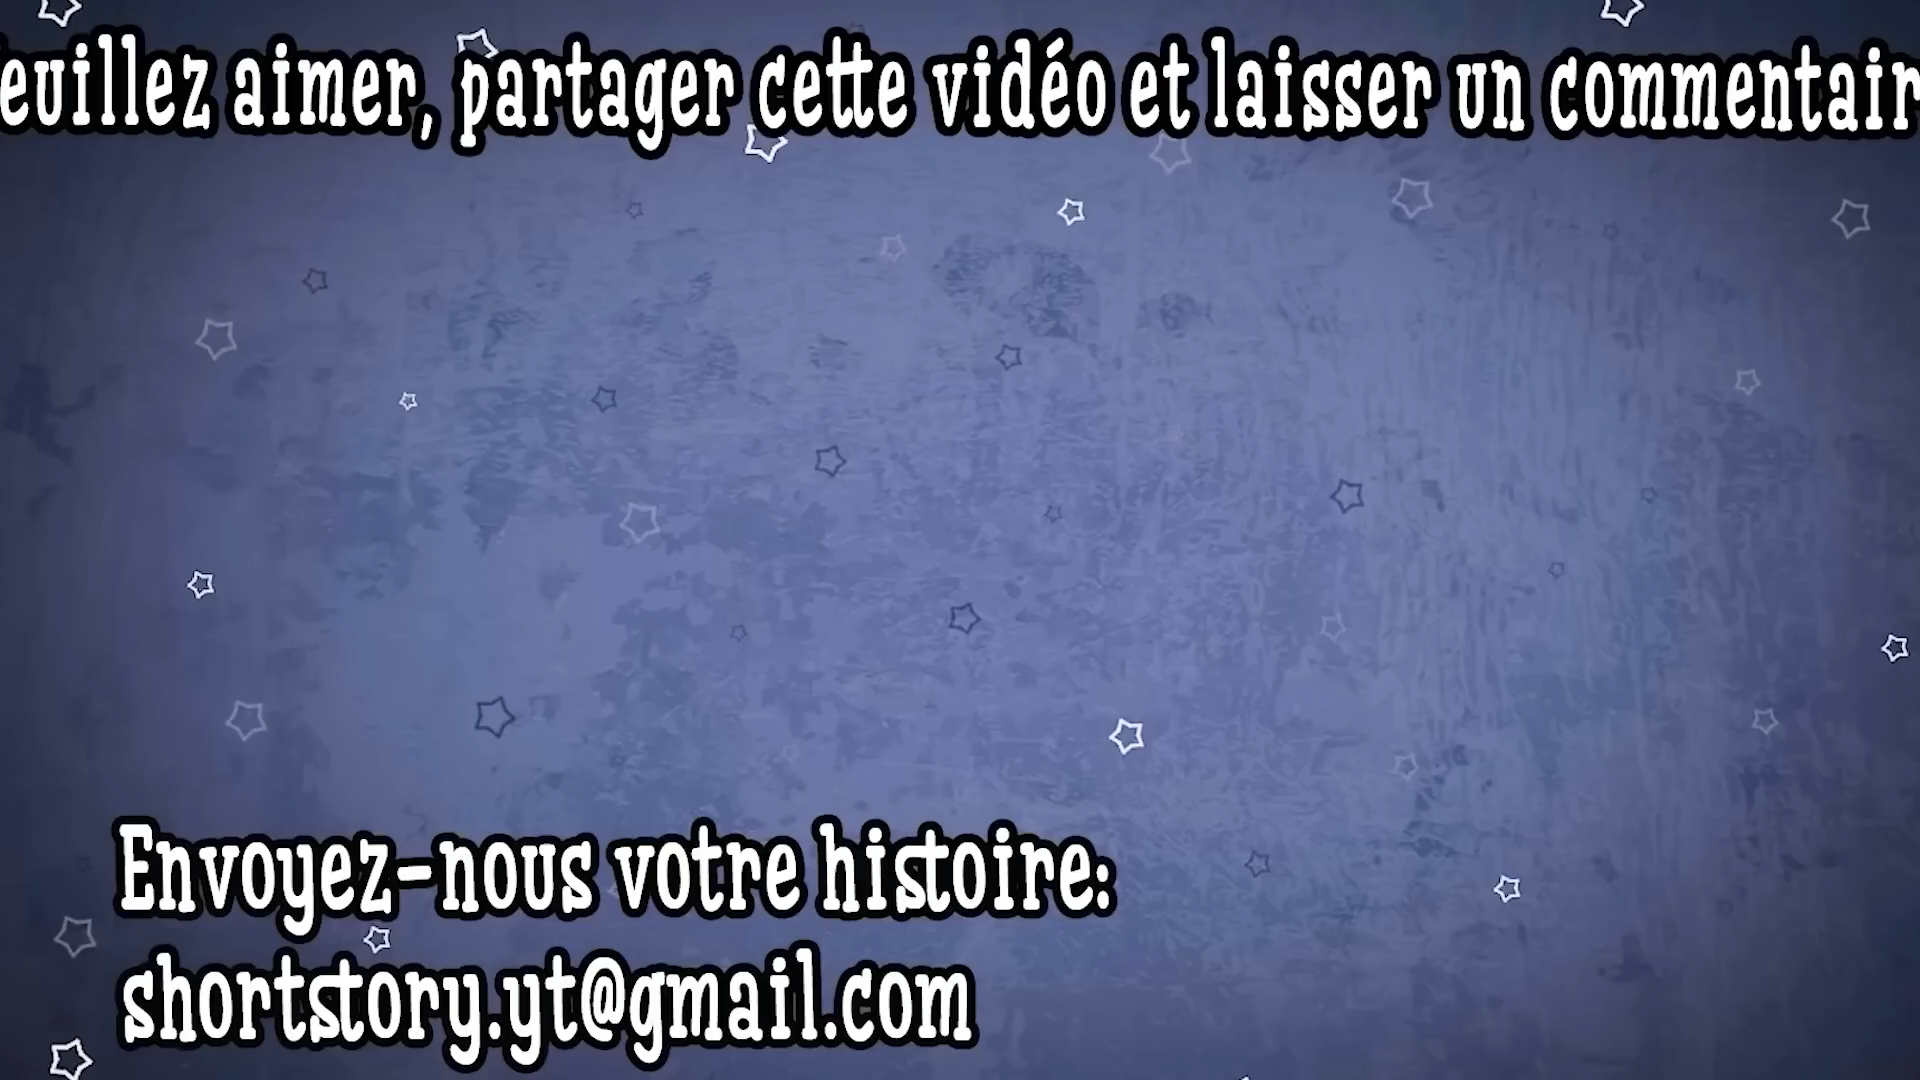 euillez aimer, partager cette vidéo et laisser un commentair
Envoyez-nous votre histoire:
shortstory.yt@gmail.com